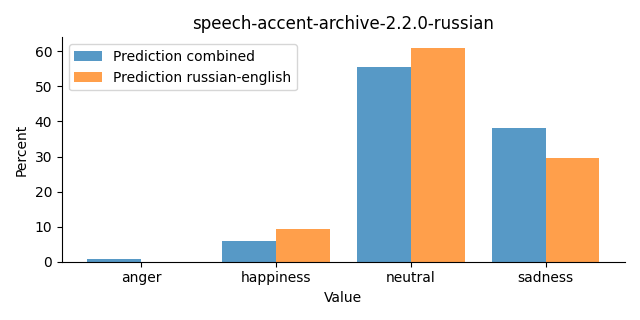 speech-accent-archive-2.2.0-russian
Prediction combined
Prediction russian-english
Percent
60
50
40
30
20
10
0
anger happiness neutral sadness
Value